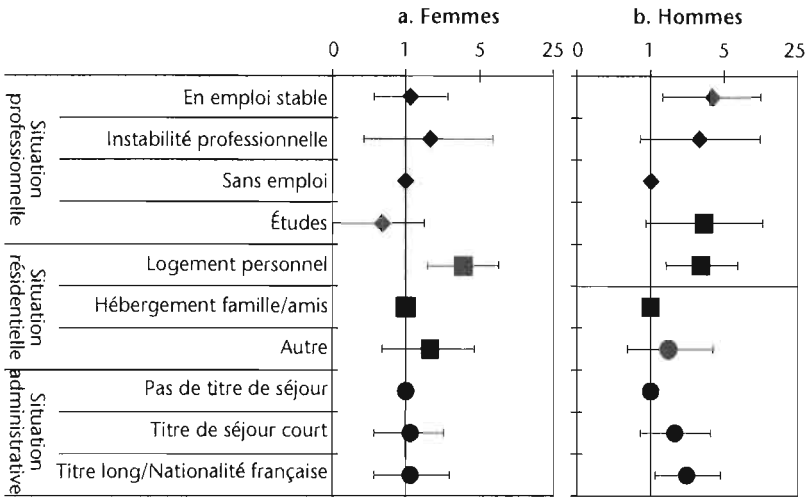 a. Femmes
b. Hommes
0 1 5 25
0 1 5 25
Situation
professionnelle
En emploi stable
Instabilité professionnelle
Sans emploi
Études
Situation
résidentielle
Logement personnel
Hébergement famille/amis
Autre
Situation
administrative
Pas de titre de séjour
Titre de séjour court
Titre long/Nationalité française